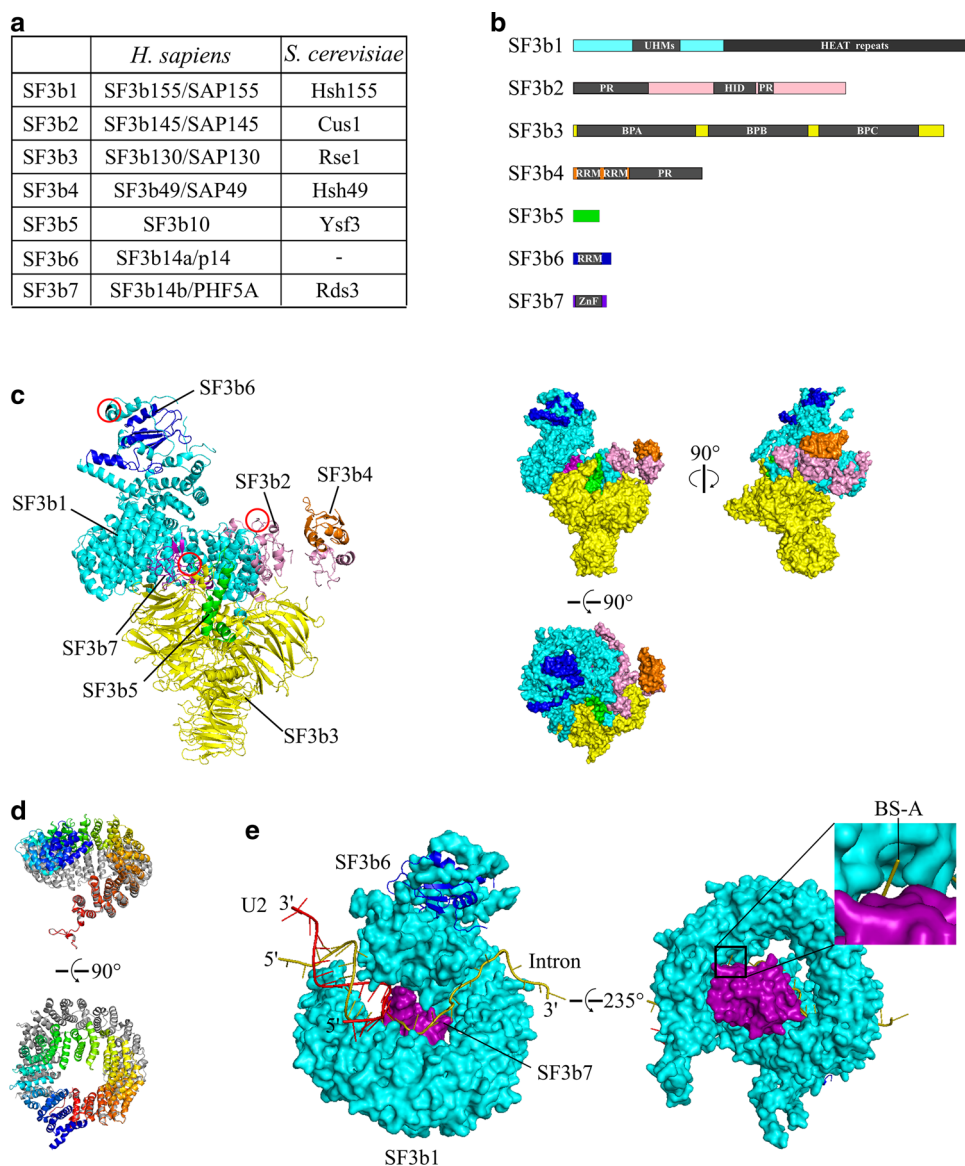 a
H. sapiens S. cerevisiae
SF3b1 SF3b155/SAP155 Hsh155
SF3b2 SF3b145/SAP145 Cus1
SF3b3 SF3b130/SAP130 Rse1
SF3b4 SF3b49/SAP49 Hsh49
SF3b5 SF3b10 Ysf3
SF3b6 SF3b14a/p14 -
SF3b7 SF3b14b/PHF5A Rds3
b
SF3b1 UHMs HEAT repeats
SF3b2 PR HID PR
SF3b3 BPA BPB BPC
SF3b4 RRM RRM PR
SF3b5
SF3b6 RRM
SF3b7 ZnF
c
SF3b6
SF3b2
SF3b4
SF3b1
SF3b7
SF3b5
SF3b3
90°
90°
d
90°
e
BS-A
SF3b6
U2
3'
5'
Intron
3'
5'
235°
SF3b7
SF3b1